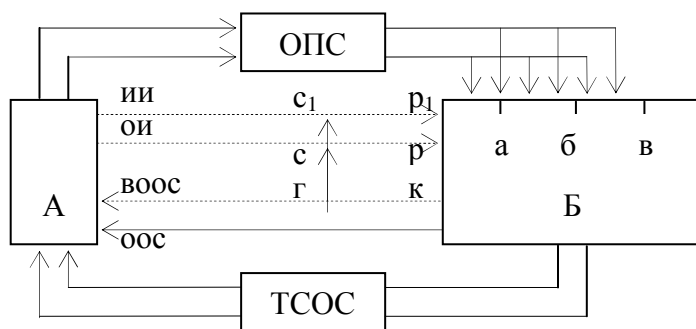 ОПС
ии с₁ р₁
ои
а б в
с р
воос г к
А Б
оос
ТСОС